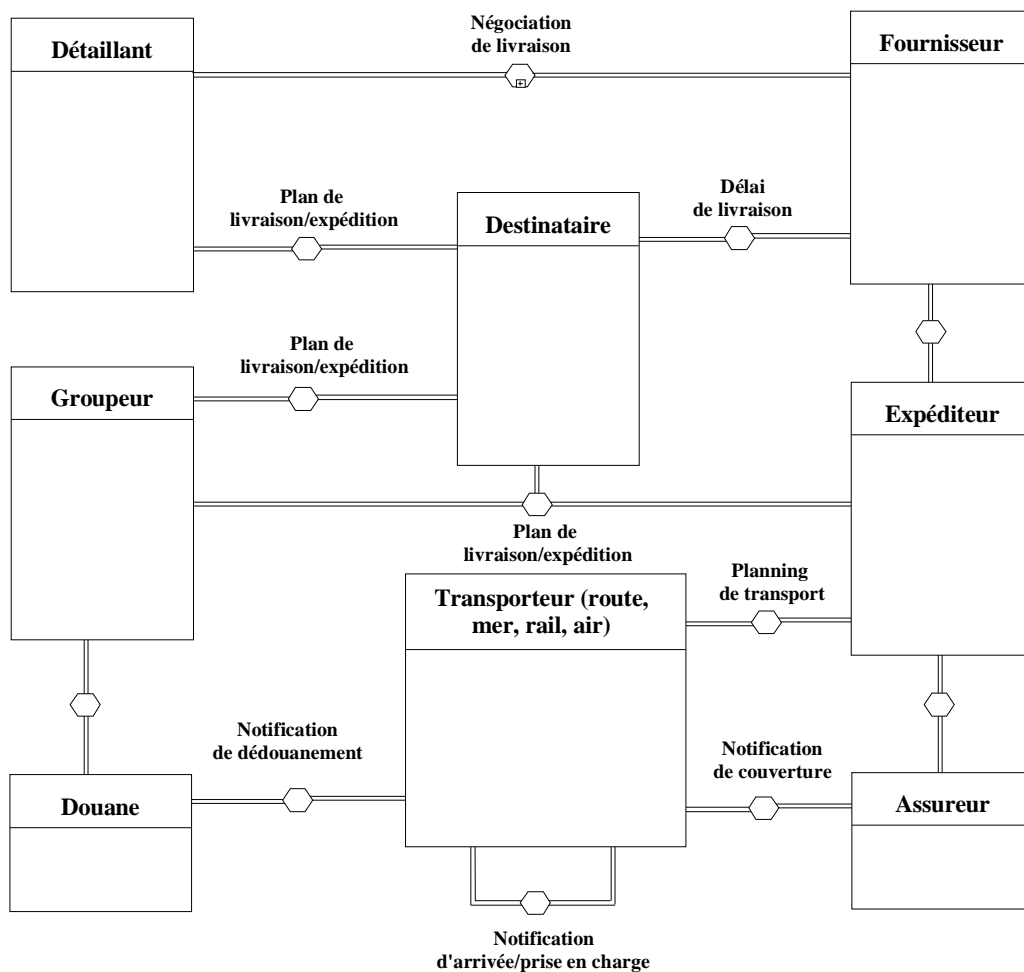 Négociation
de livraison
Détaillant
Fournisseur
Plan de
livraison/expédition
Destinataire
Délai
de livraison
Plan de
livraison/expédition
Groupeur
Expéditeur
Plan de
livraison/expédition
Transporteur (route,
mer, rail, air)
Planning
de transport
Notification
de dédouanement
Notification
de couverture
Douane
Assureur
Notification
d'arrivée/prise en charge